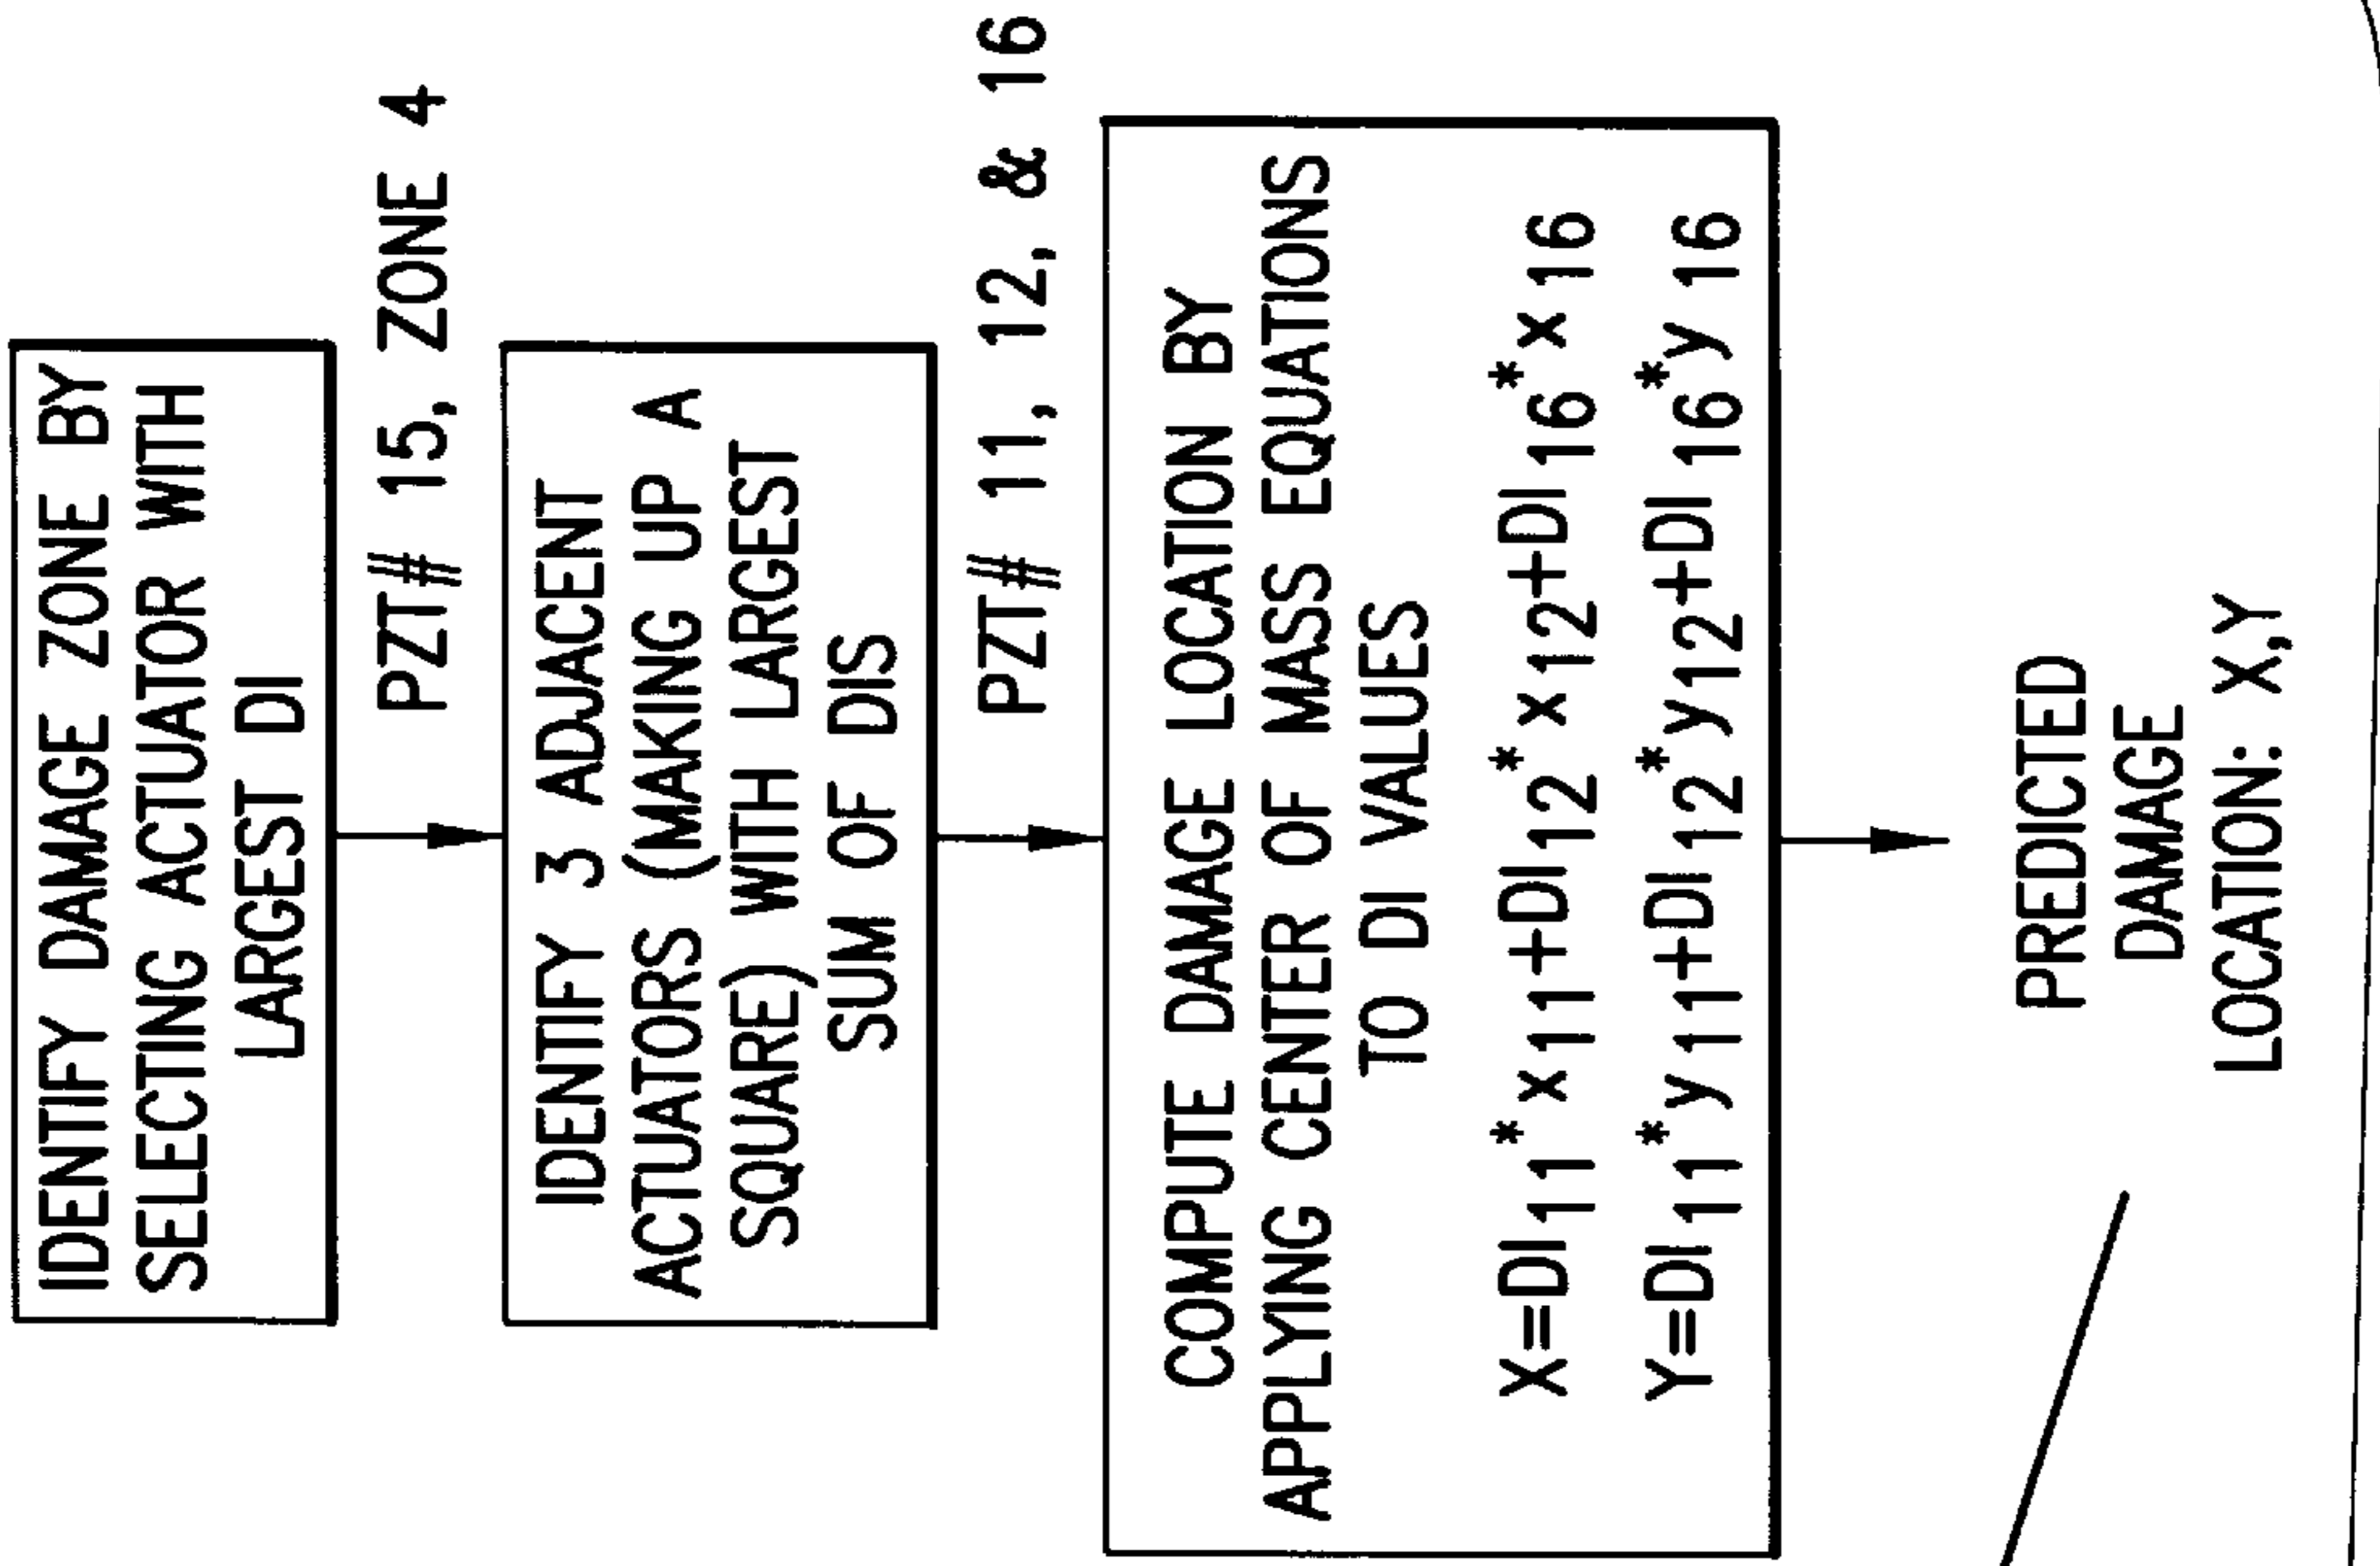 IDENTIFY DAMAGE ZONE BY
SELECTING ACTUATOR WITH
LARGEST DI
PZT# 15, ZONE 4
IDENTIFY 3 ADJACENT
ACTUATORS (MAKING UP A
SQUARE) WITH LARGEST
SUM OF DIS
PZT# 11, 12, & 16
COMPUTE DAMAGE LOCATION BY
APPLYING CENTER OF MASS EQUATIONS
TO DI VALUES
X=DI11*x11+DI12*x12+DI16*x16
Y=DI11*y11+DI12*y12+DI16*y16
PREDICTED
DAMAGE
LOCATION: X,Y